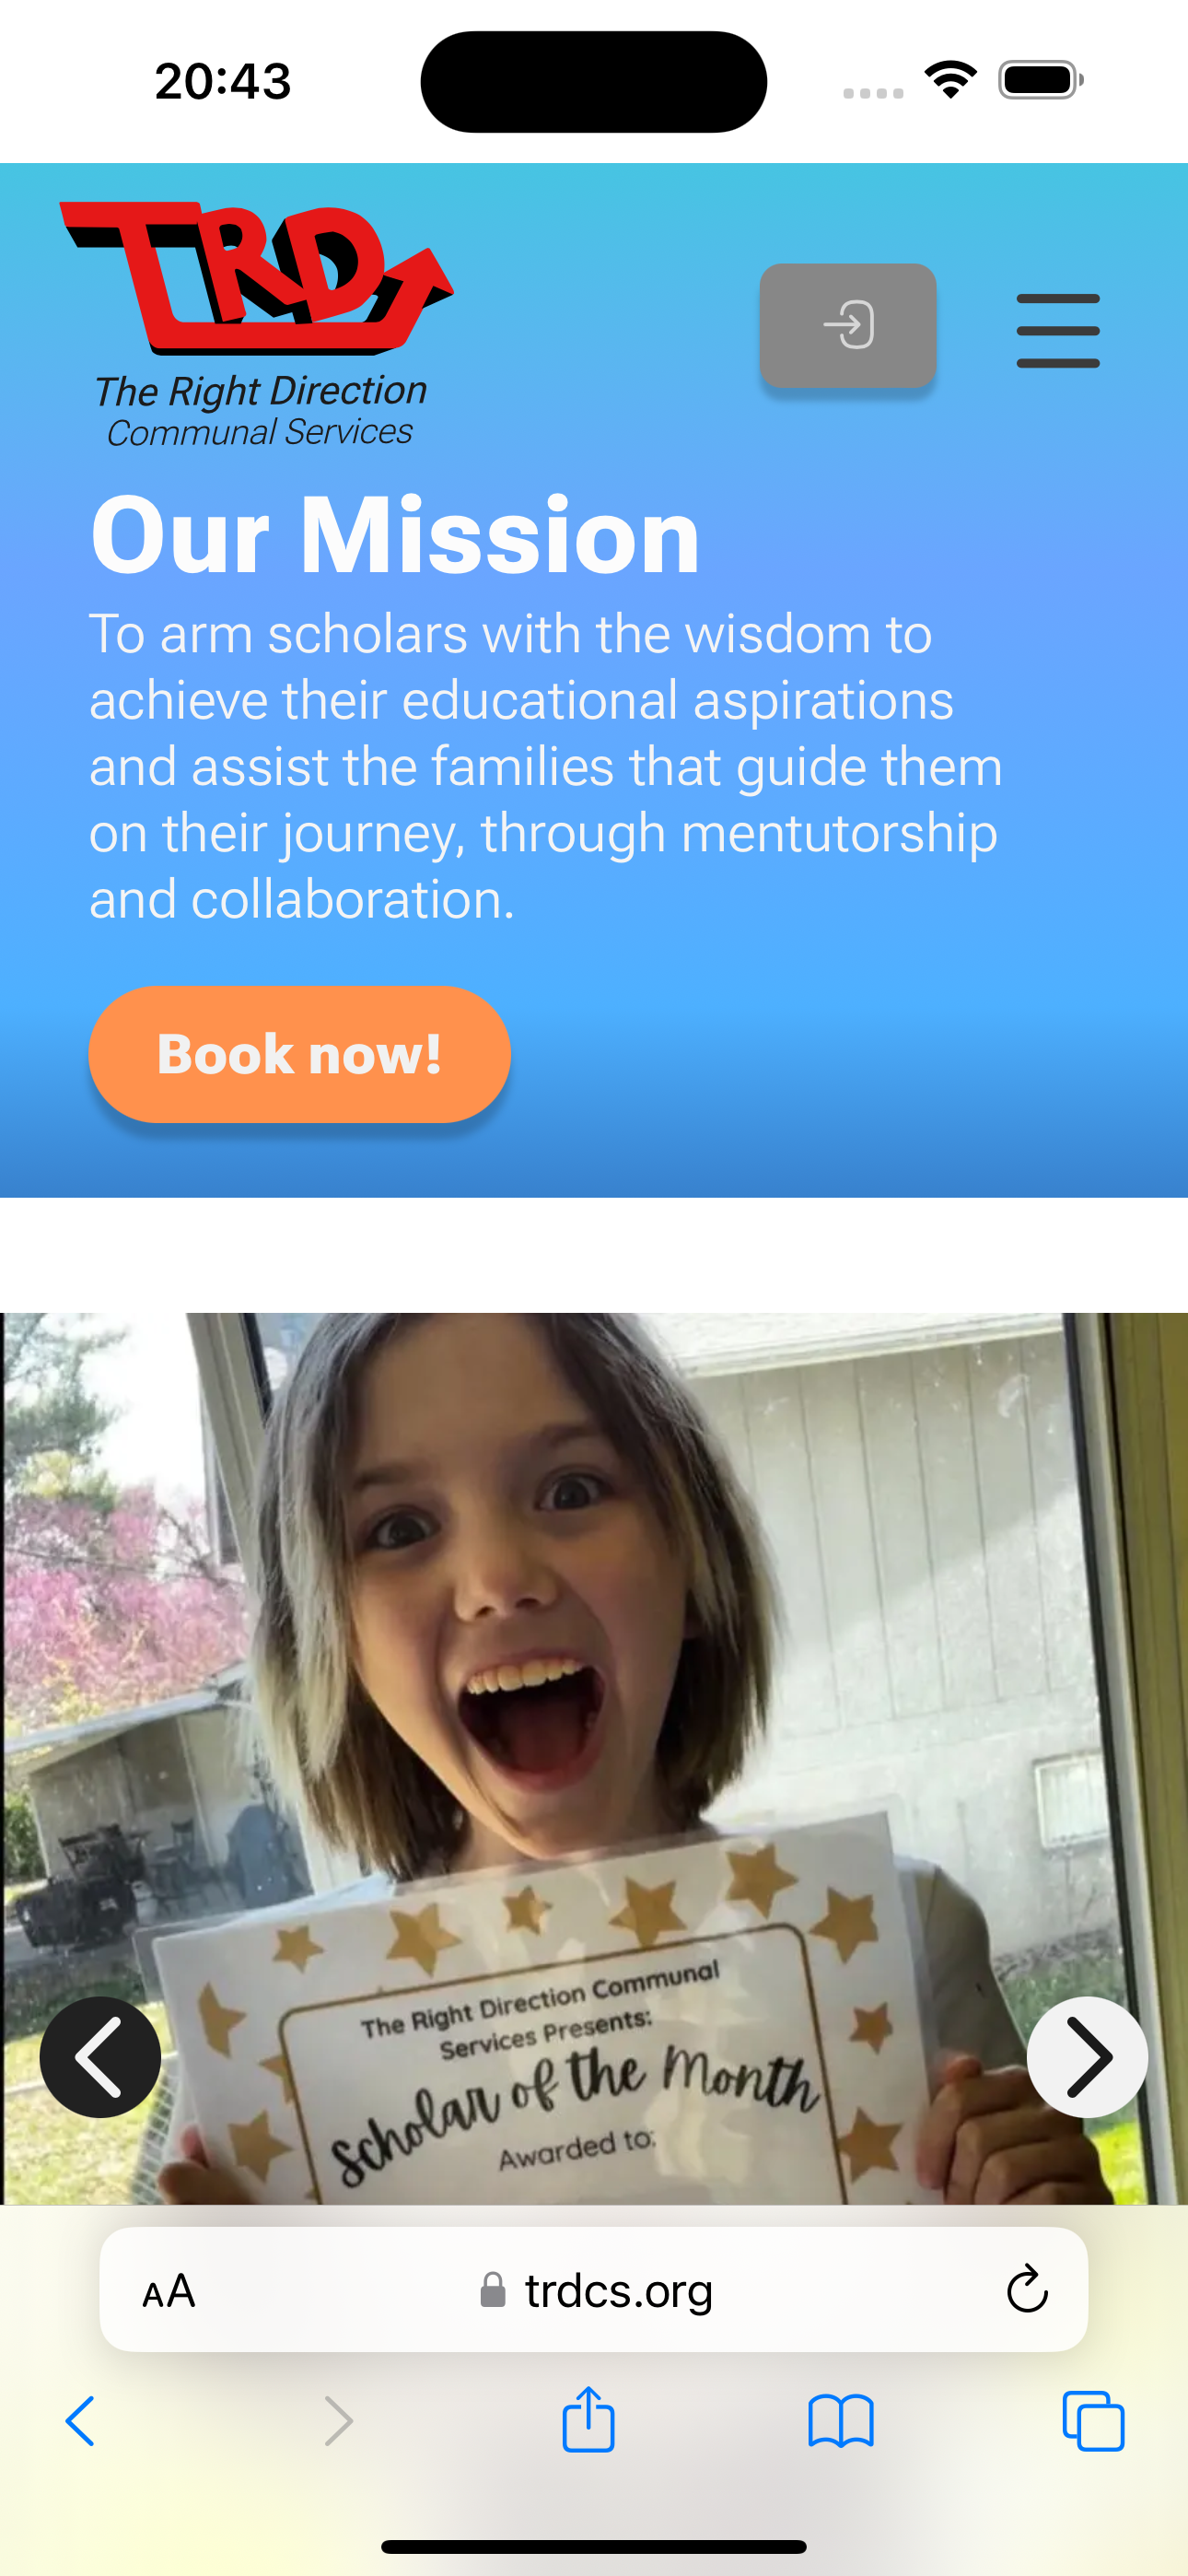 20:43
TRD
The Right Direction
Communal Services
Our Mission
To arm scholars with the wisdom to
achieve their educational aspirations
and assist the families that guide them
on their journey, through mentutorship
and collaboration.
Book now!
The Right Direction Communal
Services Presents:
Scholar of the Month
Awarded to:
AA
trdcs.org